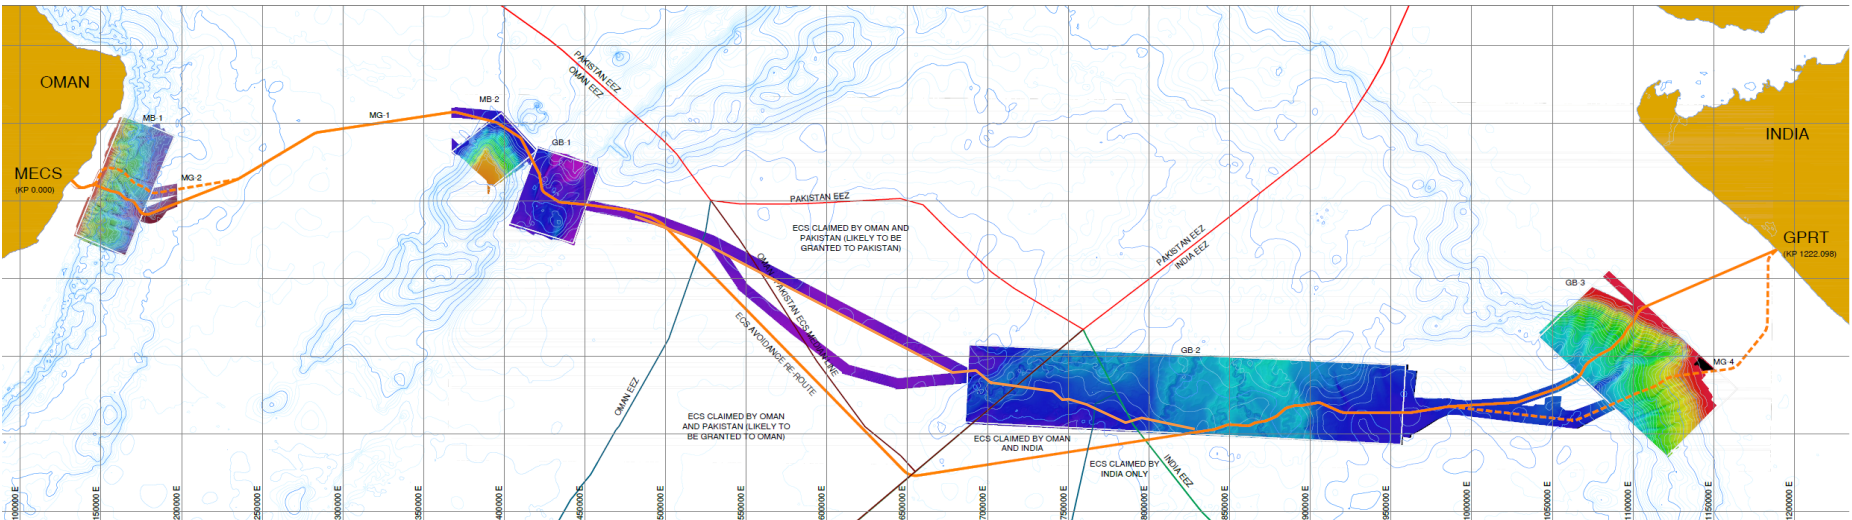 OMAN
MECS
(KP 0.000)
MB-1
MG-2
MG-1
MB-2
GB-1
PAKISTAN EEZ
OMAN EEZ
PAKISTAN EEZ
ECS CLAIMED BY OMAN AND
PAKISTAN (LIKELY TO BE
GRANTED TO PAKISTAN)
OMAN - PAKISTAN ECS MEDIAN LINE
ECS AVOIDANCE RE-ROUTE
OMAN EEZ
ECS CLAIMED BY OMAN
AND PAKISTAN (LIKELY TO
BE GRANTED TO OMAN)
PAKISTAN EEZ
INDIA EEZ
GB-2
ECS CLAIMED BY OMAN
AND INDIA
ECS CLAIMED BY
INDIA ONLY
INDIA EEZ
GB-3
MG-4
INDIA
GPRT
(KP 1222.098)
100000 E
150000 E
200000 E
250000 E
300000 E
350000 E
400000 E
450000 E
500000 E
550000 E
600000 E
650000 E
700000 E
750000 E
800000 E
850000 E
900000 E
950000 E
1000000 E
1050000 E
1100000 E
1150000 E
1200000 E